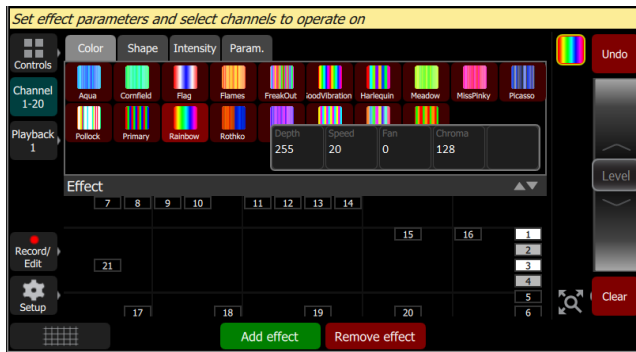 Set effect parameters and select channels to operate on
Controls
Color Shape Intensity Param.
Undo
Aqua Cornfield Flag Flames FreakOut GoodVibration Harlequin Meadow MissPinky Picasso
Channel
1-20
Pollock Primary Rainbow Rothko
Depth Speed Fan Chroma
255 20 0 128
Playback
1
Level
Effect
7 8 9 10 11 12 13 14
15 16 1
2
Record/
Edit
21
3
4
Setup
5
Clear
17 18 19 20 6
Add effect Remove effect